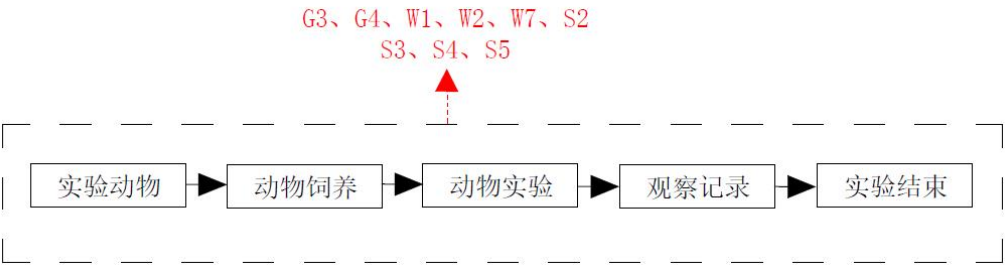 G3、G4、W1、W2、W7、S2
S3、S4、S5
实验动物
动物饲养
动物实验
观察记录
实验结束